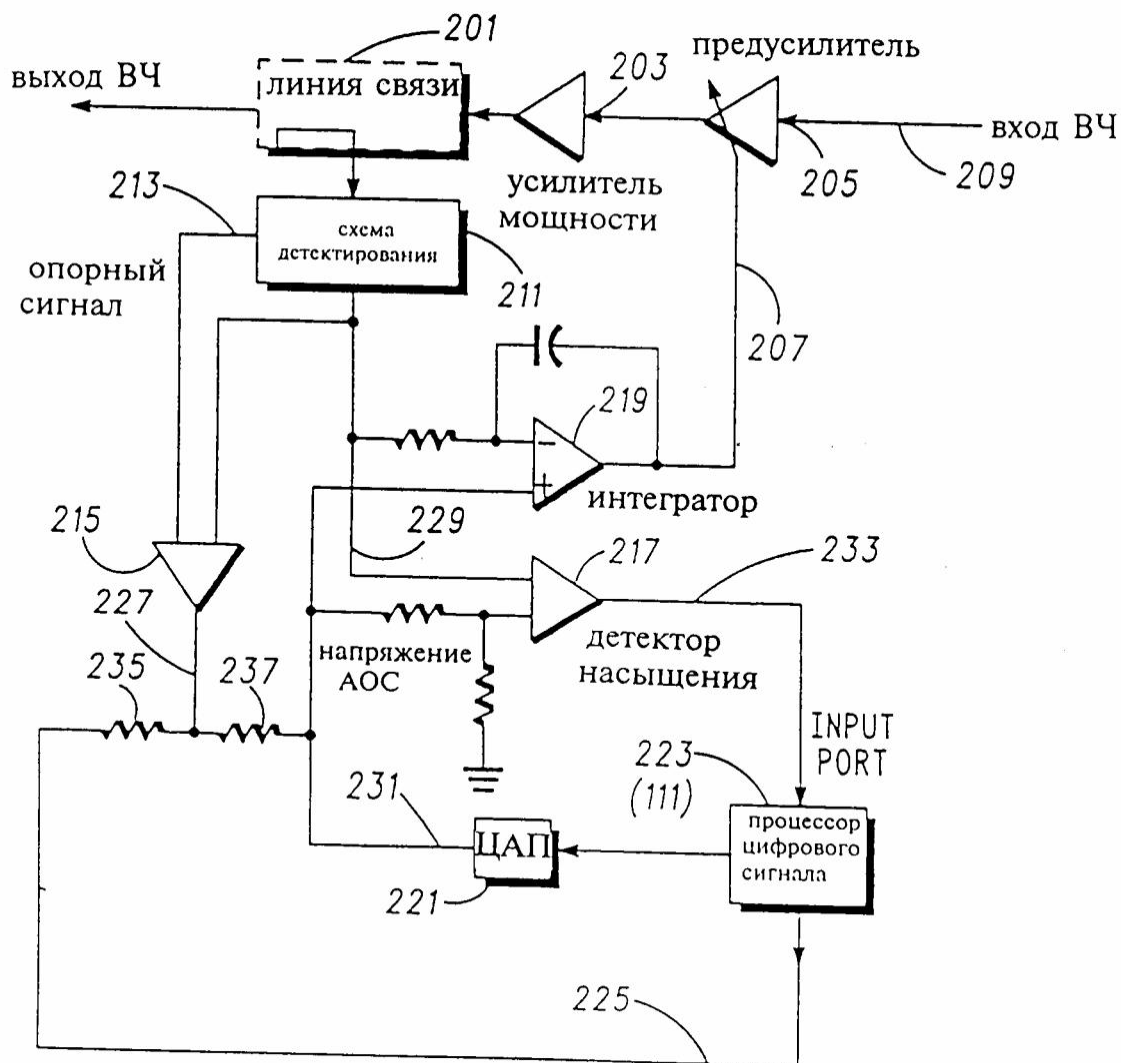 201
предусилитель
выход ВЧ
линия связи
203
вход ВЧ
205
209
усилитель
мощности
213
схема
детектирования
опорный
сигнал
211
207
219
−
+
интегратор
215
229
217
233
227
детектор
насыщения
напряжение
АОС
235
237
INPUT
PORT
223
(111)
231
процессор
цифрового
сигнала
ЦАП
221
225